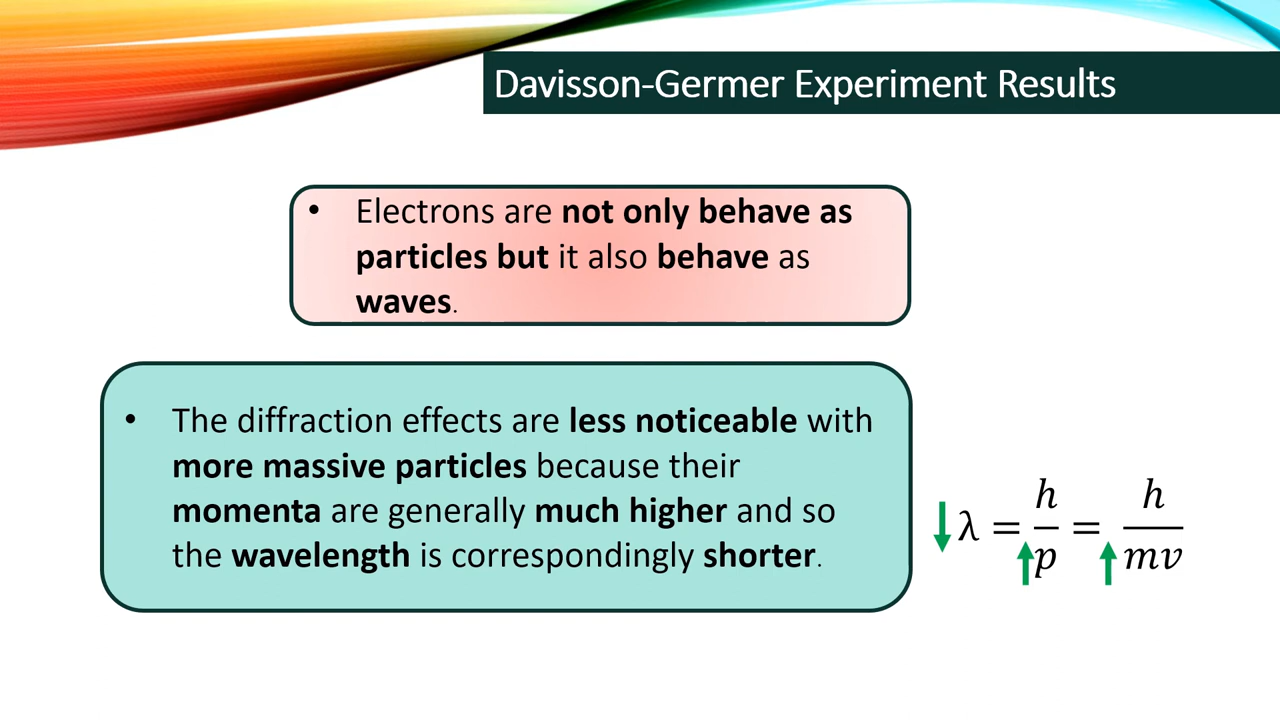 Davisson-Germer Experiment Results
• Electrons are not only behave as
particles but it also behave as
waves.
• The diffraction effects are less noticeable with
more massive particles because their
momenta are generally much higher and so
the wavelength is correspondingly shorter.
↓λ = h/↑p = h/↑mv